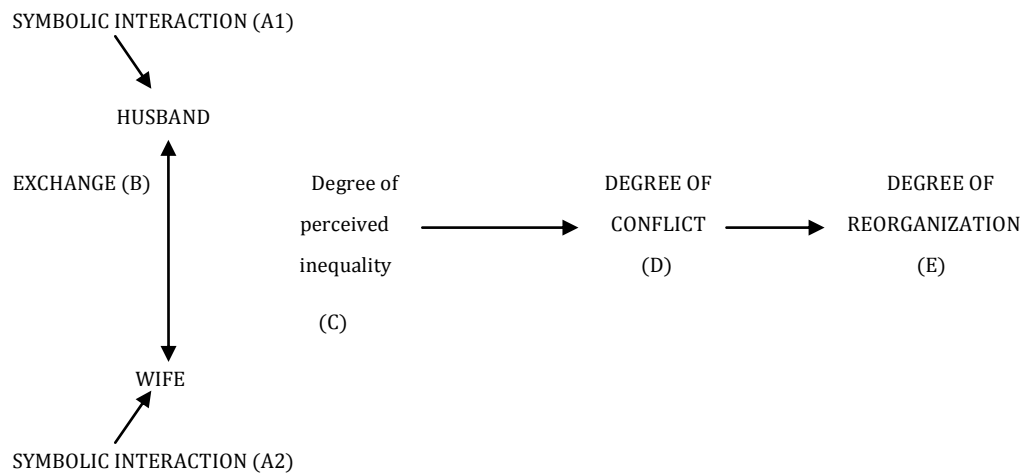 SYMBOLIC INTERACTION (A1)
HUSBAND
EXCHANGE (B)
Degree of
perceived
inequality
(C)
DEGREE OF
CONFLICT
(D)
DEGREE OF
REORGANIZATION
(E)
WIFE
SYMBOLIC INTERACTION (A2)